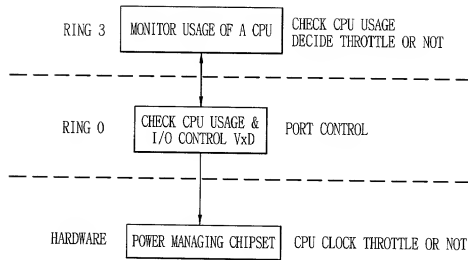 RING 3
MONITOR USAGE OF A CPU
CHECK CPU USAGE
DECIDE THROTTLE OR NOT
RING 0
CHECK CPU USAGE &
I/O CONTROL VxD
PORT CONTROL
HARDWARE
POWER MANAGING CHIPSET
CPU CLOCK THROTTLE OR NOT